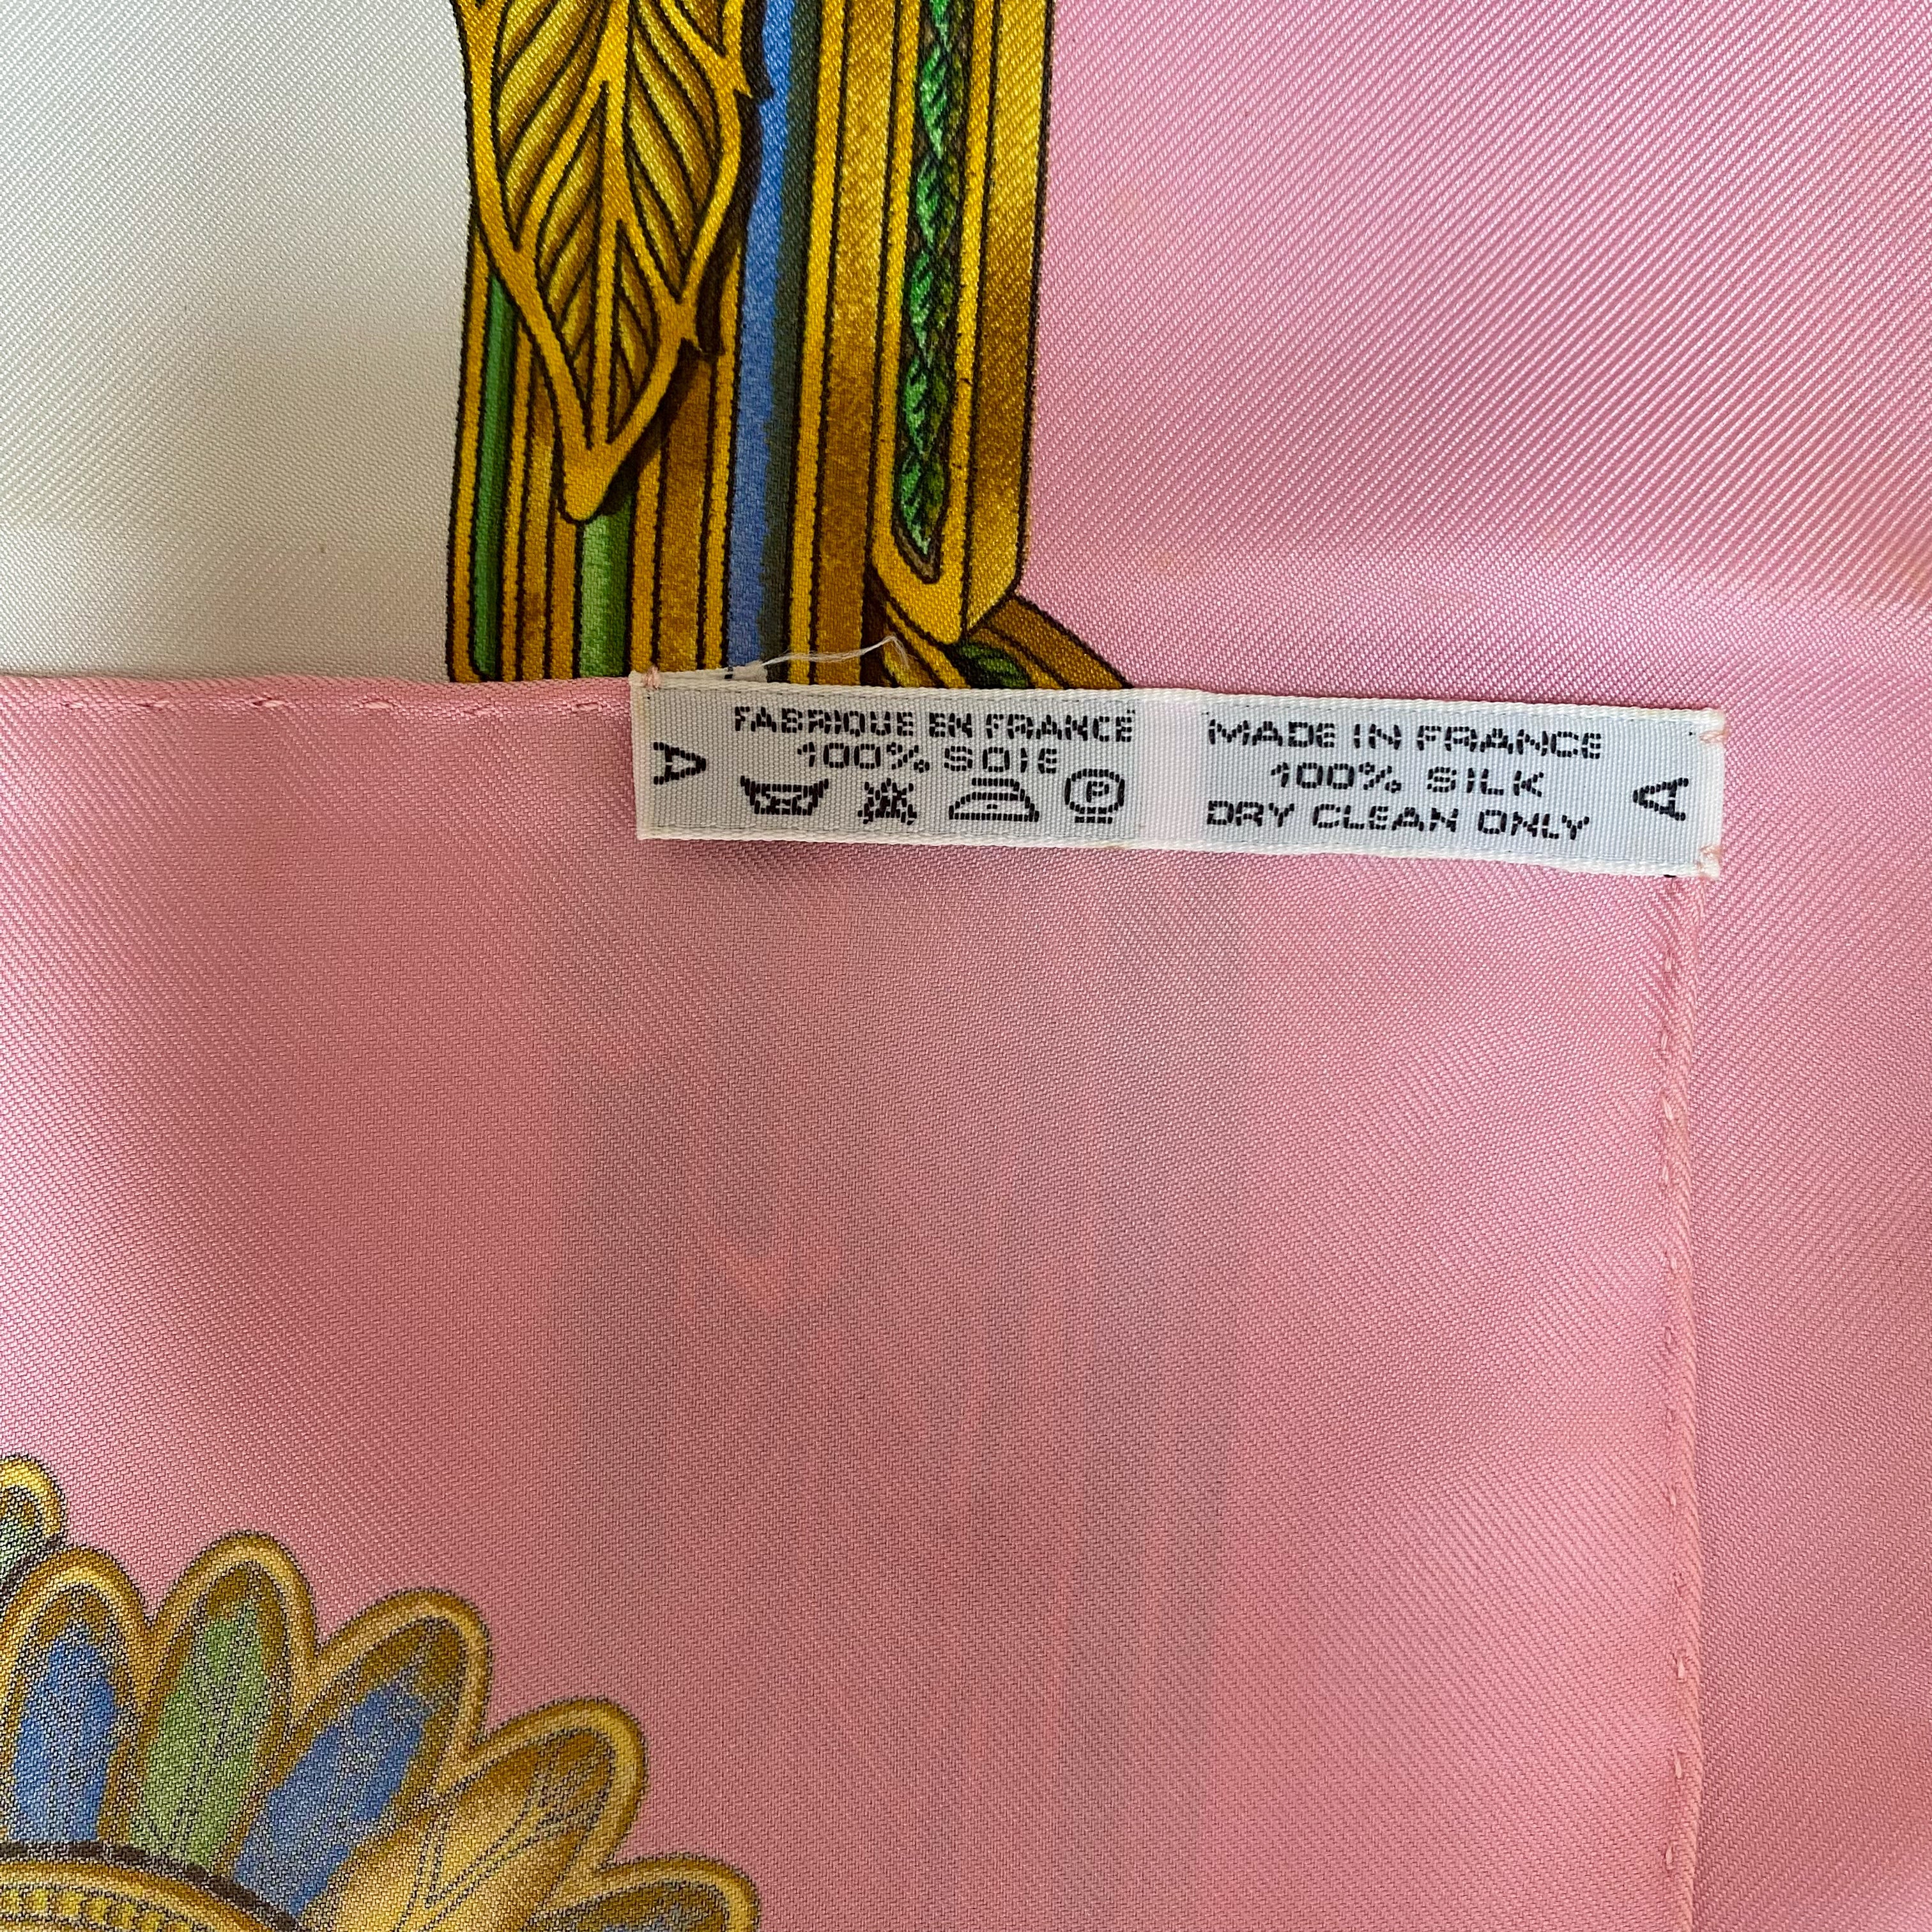 FABRIQUE EN FRANCE
100% SOIE
P
A
MADE IN FRANCE
100% SILK
DRY CLEAN ONLY
A